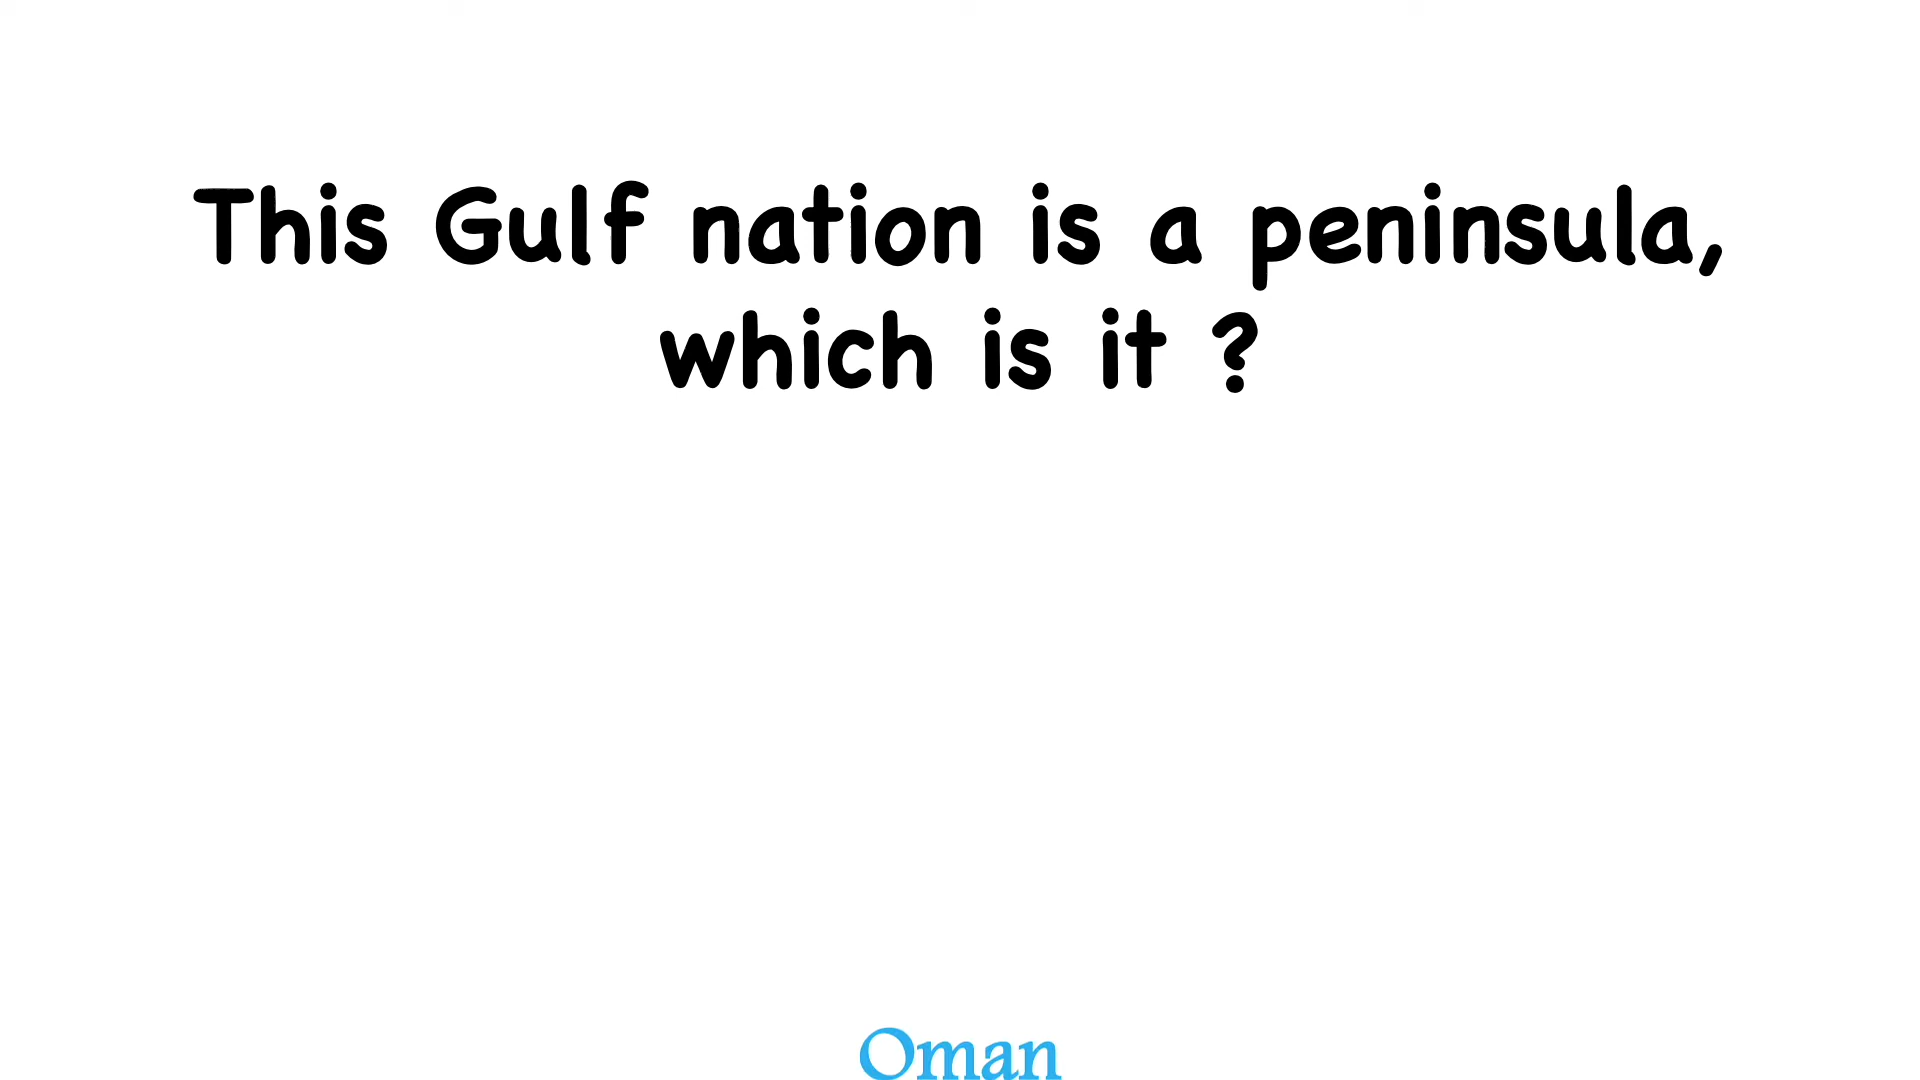 This Gulf nation is a peninsula,
which is it ?
Oman